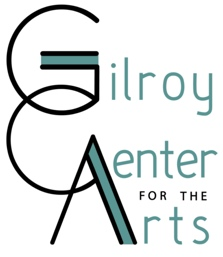 Gilroy
Center
FOR THE
Arts